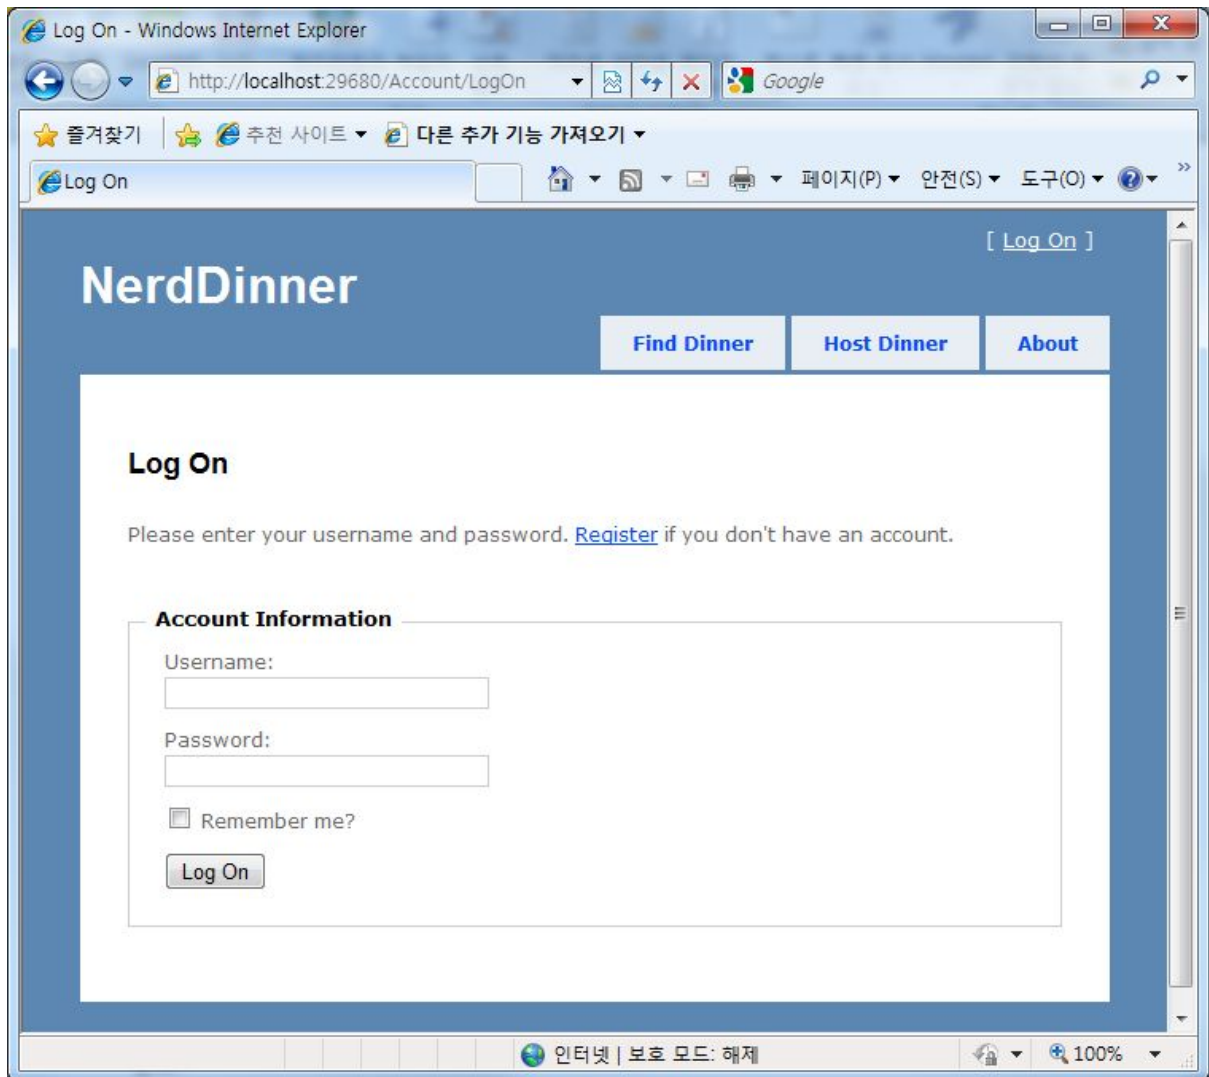 Log On - Windows Internet Explorer
http://localhost:29680/Account/LogOn
Google
즐겨찾기
추천 사이트
다른 추가 기능 가져오기
Log On
페이지(P)
안전(S)
도구(O)
[ Log On ]
NerdDinner
Find Dinner
Host Dinner
About
Log On
Please enter your username and password. Register if you don't have an account.
Account Information
Username:
Password:
Remember me?
Log On
인터넷 | 보호 모드: 해제
100%